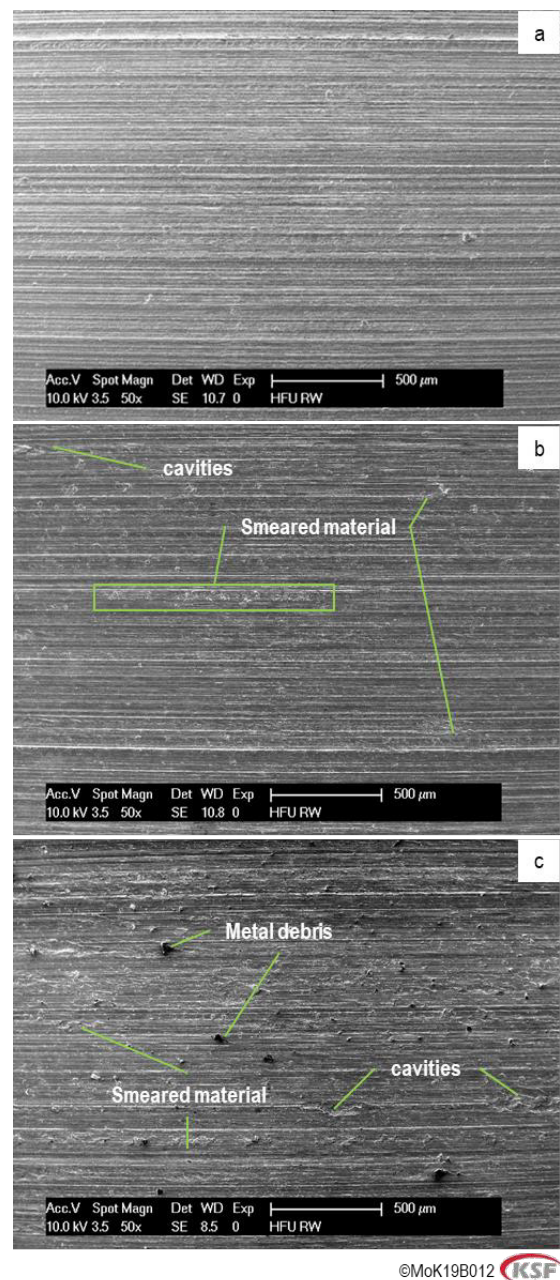 a
Acc.V Spot Magn Det WD Exp 500 µm
10.0 kV 3.5 50x SE 10.7 0 HFU RW
b
cavities
Smeared material
Acc.V Spot Magn Det WD Exp 500 µm
10.0 kV 3.5 50x SE 10.8 0 HFU RW
c
Metal debris
cavities
Smeared material
Acc.V Spot Magn Det WD Exp 500 µm
10.0 kV 3.5 50x SE 8.5 0 HFU RW
©MoK19B012 KSF